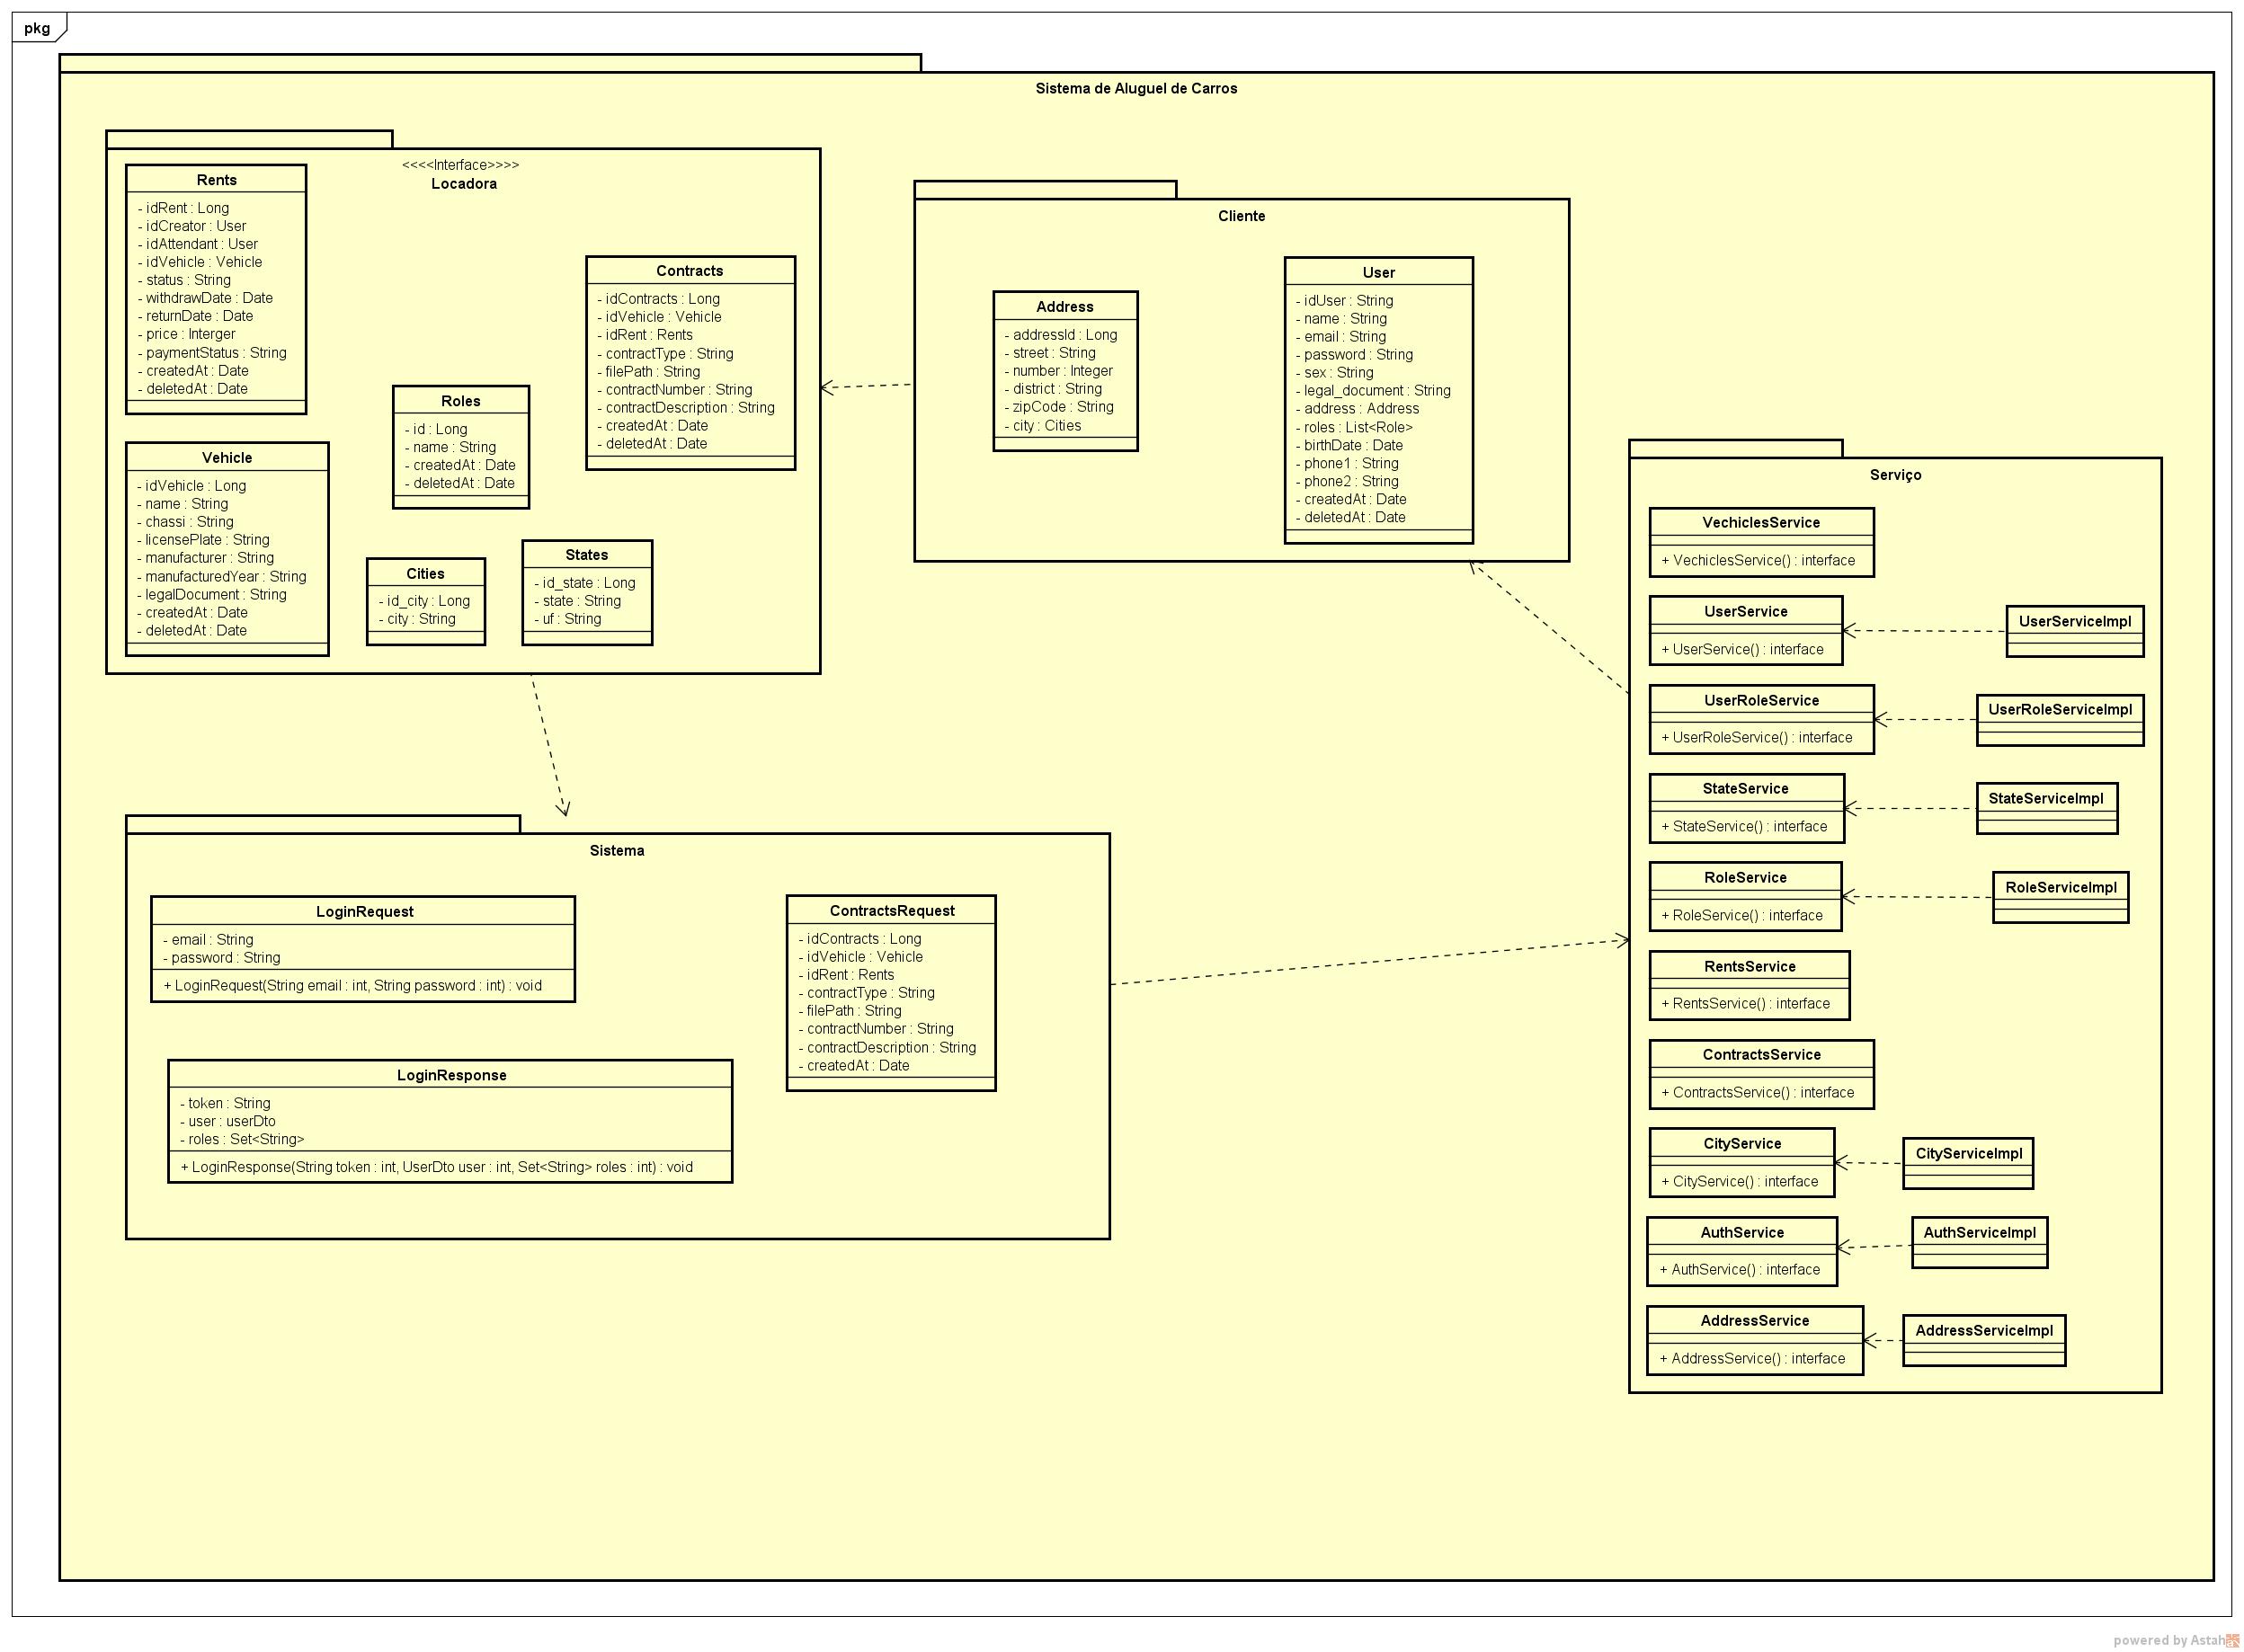 pkg
Sistema de Aluguel de Carros
<<<<Interface>>>>
Locadora
Rents
- idRent : Long
- idCreator : User
- idAttendant : User
- idVehicle : Vehicle
- status : String
- withdrawDate : Date
- returnDate : Date
- price : Interger
- paymentStatus : String
- createdAt : Date
- deletedAt : Date
Contracts
- idContracts : Long
- idVehicle : Vehicle
- idRent : Rents
- contractType : String
- filePath : String
- contractNumber : String
- contractDescription : String
- createdAt : Date
- deletedAt : Date
Roles
- id : Long
- name : String
- createdAt : Date
- deletedAt : Date
Vehicle
- idVehicle : Long
- name : String
- chassi : String
- licensePlate : String
- manufacturer : String
- manufacturedYear : String
- legalDocument : String
- createdAt : Date
- deletedAt : Date
Cities
- id_city : Long
- city : String
States
- id_state : Long
- state : String
- uf : String
Cliente
Address
- addressId : Long
- street : String
- number : Integer
- district : String
- zipCode : String
- city : Cities
User
- idUser : String
- name : String
- email : String
- password : String
- sex : String
- legal_document : String
- address : Address
- roles : List<Role>
- birthDate : Date
- phone1 : String
- phone2 : String
- createdAt : Date
- deletedAt : Date
Serviço
VechiclesService
+ VechiclesService() : interface
UserService
+ UserService() : interface
UserServiceImpl
UserRoleService
+ UserRoleService() : interface
UserRoleServiceImpl
StateService
+ StateService() : interface
StateServiceImpl
RoleService
+ RoleService() : interface
RoleServiceImpl
RentsService
+ RentsService() : interface
ContractsService
+ ContractsService() : interface
CityService
+ CityService() : interface
CityServiceImpl
AuthService
+ AuthService() : interface
AuthServiceImpl
AddressService
+ AddressService() : interface
AddressServiceImpl
Sistema
LoginRequest
- email : String
- password : String
+ LoginRequest(String email : int, String password : int) : void
ContractsRequest
- idContracts : Long
- idVehicle : Vehicle
- idRent : Rents
- contractType : String
- filePath : String
- contractNumber : String
- contractDescription : String
- createdAt : Date
LoginResponse
- token : String
- user : userDto
- roles : Set<String>
+ LoginResponse(String token : int, UserDto user : int, Set<String> roles : int) : void
powered by Astah